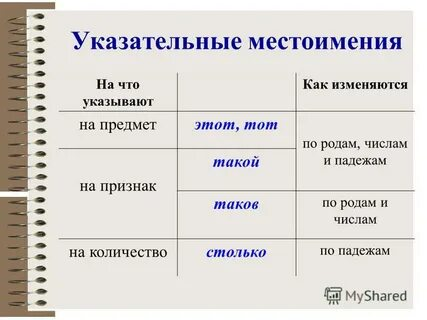 Указательные местоимения
На что
указывают
Как изменяются
на предмет
этот, тот
по родам, числам
и падежам
на признак
такой
таков
по родам и
числам
на количество
столько
по падежам
MyShared